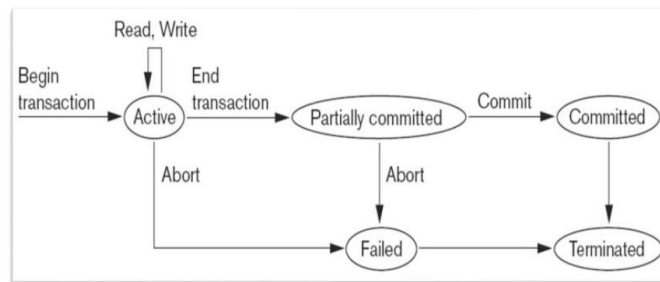 Read, Write
Begin
transaction
End
transaction
Active
Partially committed
Commit
Committed
Abort
Abort
Failed
Terminated